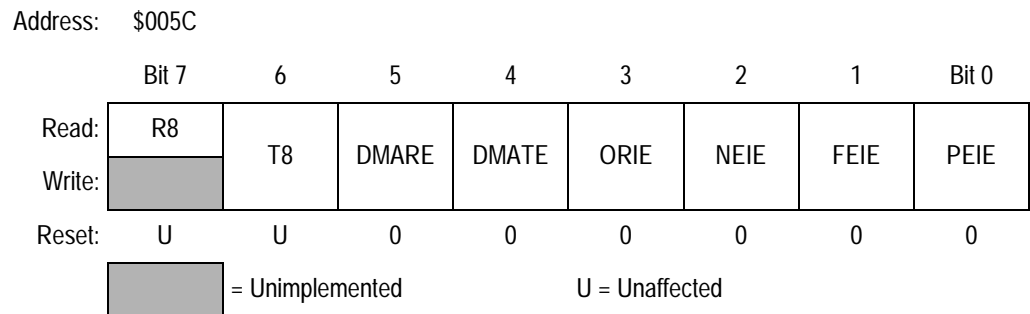 Address: $005C
Bit 7 6 5 4 3 2 1 Bit 0
Read: R8 T8 DMARE DMATE ORIE NEIE FEIE PEIE
Write:
Reset: U U 0 0 0 0 0 0
= Unimplemented U = Unaffected